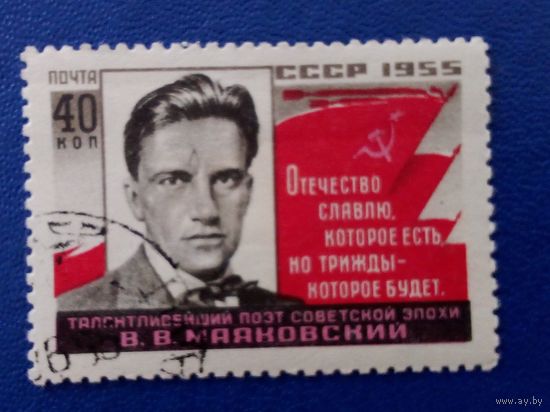 ПОЧТА
СССР 1955
40
КОП
ОТЕЧЕСТВО
СЛАВЛЮ,
КОТОРОЕ ЕСТЬ,
НО ТРИЖДЫ-
КОТОРОЕ БУДЕТ.
ТАЛАНТЛИВЕЙШИЙ ПОЭТ СОВЕТСКОЙ ЭПОХИ
В. В. МАЯКОВСКИЙ
www.ay.by